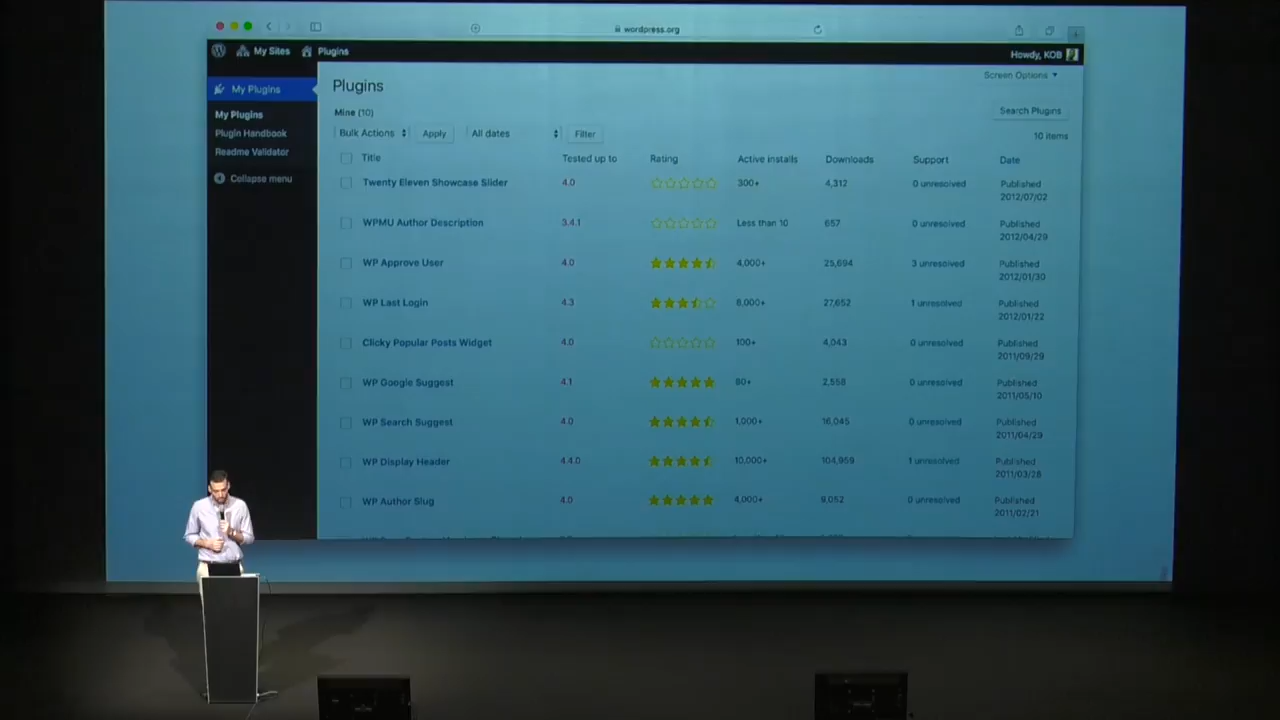 wordpress.org
My Sites Plugins Howdy, KOB
Screen Options
My Plugins
My Plugins
Plugin Handbook
Readme Validator
Collapse menu
Plugins
Search Plugins
Mine (10)
Bulk Actions Apply All dates Filter 10 items
Title Tested up to Rating Active installs Downloads Support Date
Twenty Eleven Showcase Slider 4.0 300+ 4,312 0 unresolved Published
2012/07/02
WPMU Author Description 3.4.1 Less than 10 657 0 unresolved Published
2012/04/29
WP Approve User 4.0 4,000+ 25,694 3 unresolved Published
2012/01/30
WP Last Login 4.3 8,000+ 27,652 1 unresolved Published
2012/01/22
Clicky Popular Posts Widget 4.0 100+ 4,043 0 unresolved Published
2011/09/29
WP Google Suggest 4.1 80+ 2,558 0 unresolved Published
2011/05/10
WP Search Suggest 4.0 1,000+ 16,045 0 unresolved Published
2011/04/29
WP Display Header 4.4.0 10,000+ 104,959 1 unresolved Published
2011/03/28
WP Author Slug 4.0 4,000+ 9,052 0 unresolved Published
2011/02/21